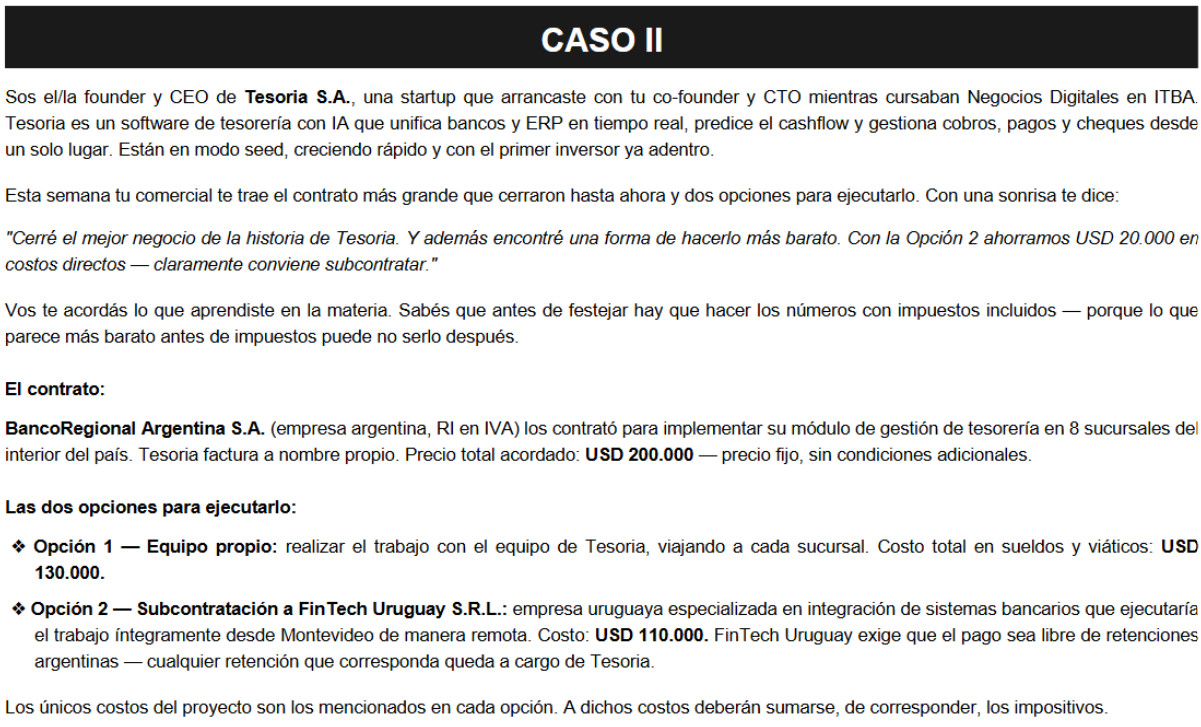 CASO II
Sos el/la founder y CEO de Tesoria S.A., una startup que arrancaste con tu co-founder y CTO mientras cursaban Negocios Digitales en ITBA.
Tesoria es un software de tesorería con IA que unifica bancos y ERP en tiempo real, predice el cashflow y gestiona cobros, pagos y cheques desde
un solo lugar. Están en modo seed, creciendo rápido y con el primer inversor ya adentro.
Esta semana tu comercial te trae el contrato más grande que cerraron hasta ahora y dos opciones para ejecutarlo. Con una sonrisa te dice:
"Cerré el mejor negocio de la historia de Tesoria. Y además encontré una forma de hacerlo más barato. Con la Opción 2 ahorramos USD 20.000 en
costos directos — claramente conviene subcontratar."
Vos te acordás lo que aprendiste en la materia. Sabés que antes de festejar hay que hacer los números con impuestos incluidos — porque lo que
parece más barato antes de impuestos puede no serlo después.
El contrato:
BancoRegional Argentina S.A. (empresa argentina, RI en IVA) los contrató para implementar su módulo de gestión de tesorería en 8 sucursales del
interior del país. Tesoria factura a nombre propio. Precio total acordado: USD 200.000 — precio fijo, sin condiciones adicionales.
Las dos opciones para ejecutarlo:
❖ Opción 1 — Equipo propio: realizar el trabajo con el equipo de Tesoria, viajando a cada sucursal. Costo total en sueldos y viáticos: USD
130.000.
❖ Opción 2 — Subcontratación a FinTech Uruguay S.R.L.: empresa uruguaya especializada en integración de sistemas bancarios que ejecutaría
el trabajo íntegramente desde Montevideo de manera remota. Costo: USD 110.000. FinTech Uruguay exige que el pago sea libre de retenciones
argentinas — cualquier retención que corresponda queda a cargo de Tesoria.
Los únicos costos del proyecto son los mencionados en cada opción. A dichos costos deberán sumarse, de corresponder, los impositivos.